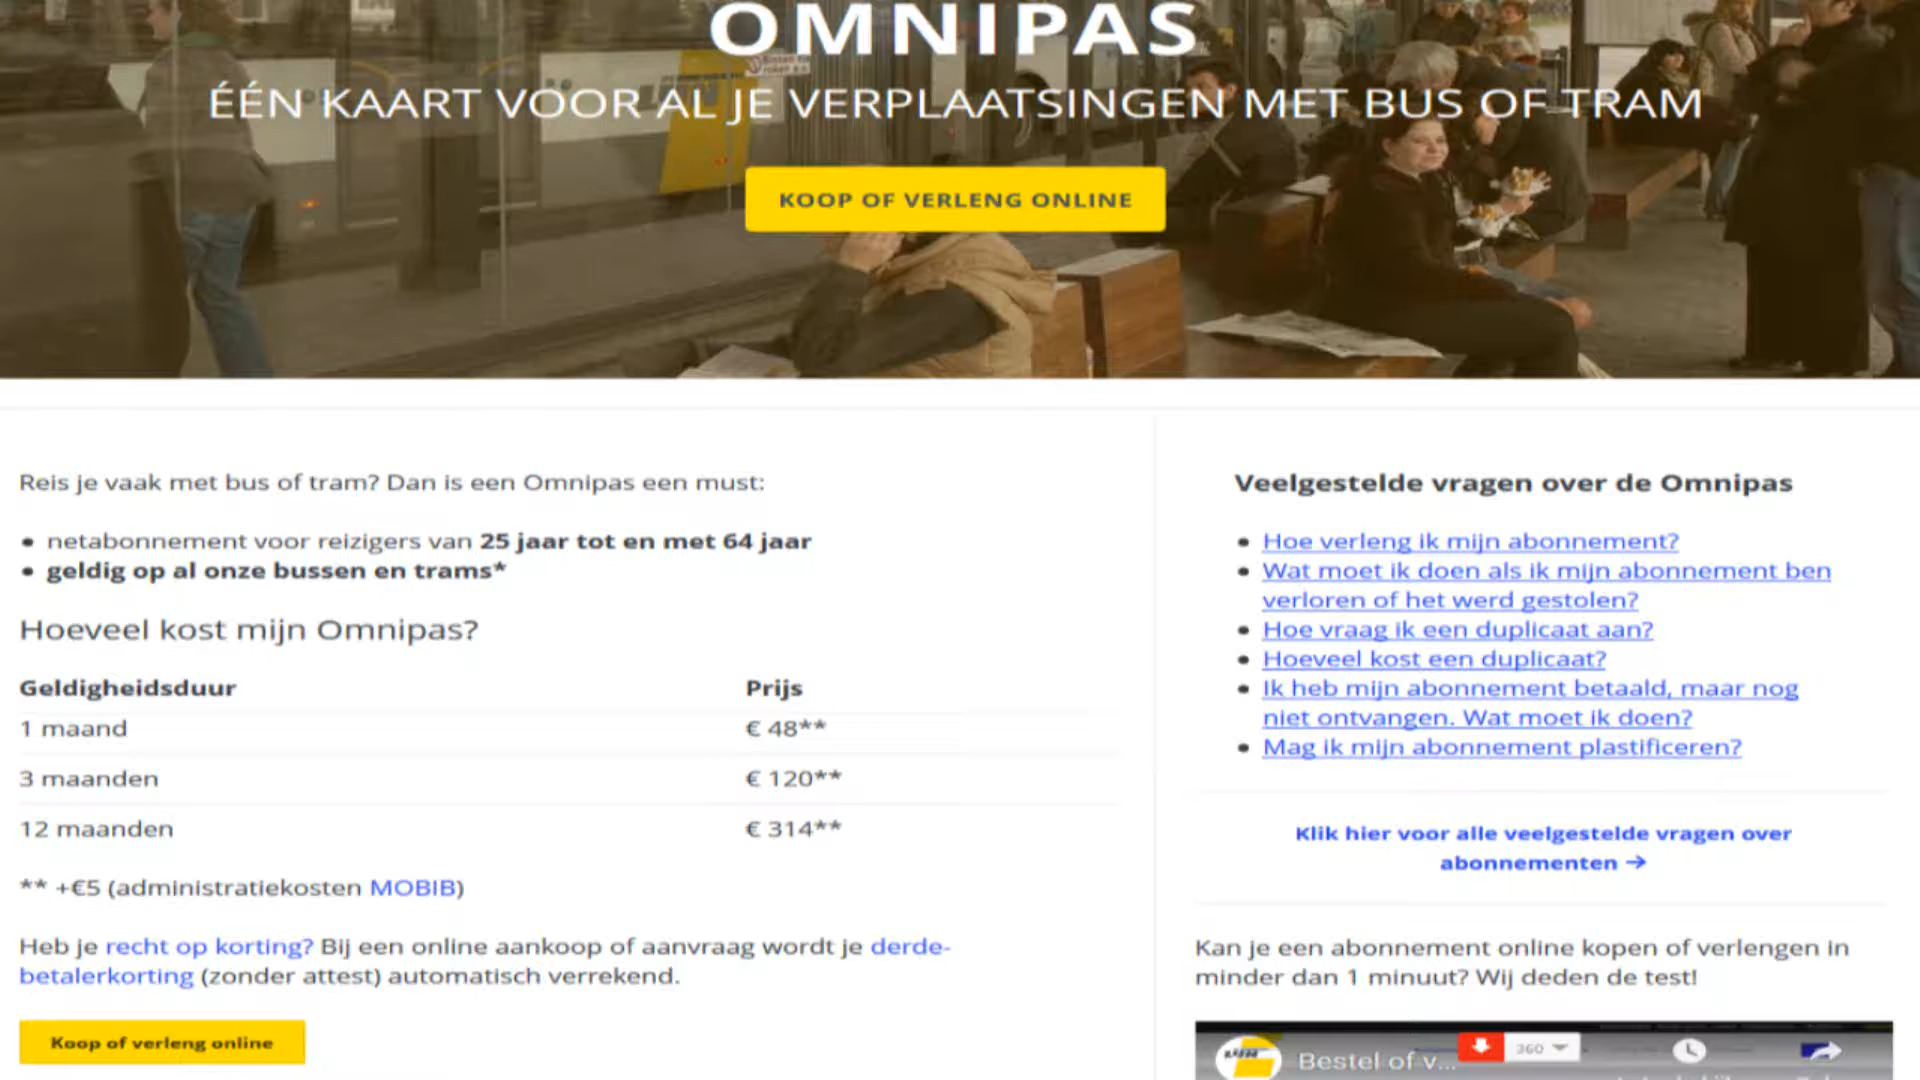 OMNIPAS
ÉÉN KAART VOOR AL JE VERPLAATSINGEN MET BUS OF TRAM
KOOP OF VERLENG ONLINE
Reis je vaak met bus of tram? Dan is een Omnipas een must:
netabonnement voor reizigers van 25 jaar tot en met 64 jaar
geldig op al onze bussen en trams*
Hoeveel kost mijn Omnipas?
Geldigheidsduur Prijs
1 maand € 48**
3 maanden € 120**
12 maanden € 314**
** +€5 (administratiekosten MOBIB)
Heb je recht op korting? Bij een online aankoop of aanvraag wordt je derde-
betalerkorting (zonder attest) automatisch verrekend.
Koop of verleng online
Veelgestelde vragen over de Omnipas
Hoe verleng ik mijn abonnement?
Wat moet ik doen als ik mijn abonnement ben
verloren of het werd gestolen?
Hoe vraag ik een duplicaat aan?
Hoeveel kost een duplicaat?
Ik heb mijn abonnement betaald, maar nog
niet ontvangen. Wat moet ik doen?
Mag ik mijn abonnement plastificeren?
Klik hier voor alle veelgestelde vragen over
abonnementen →
Kan je een abonnement online kopen of verlengen in
minder dan 1 minuut? Wij deden de test!
Bestel of v... 360